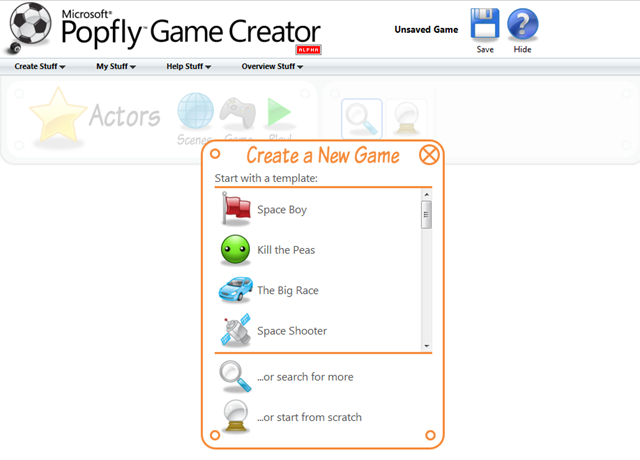 Microsoft®
Popfly™ Game Creator
ALPHA
Unsaved Game
Save
Hide
Create Stuff
My Stuff
Help Stuff
Overview Stuff
Actors
Scenes
Game
Play
Create a New Game
Start with a template:
Space Boy
Kill the Peas
The Big Race
Space Shooter
...or search for more
...or start from scratch